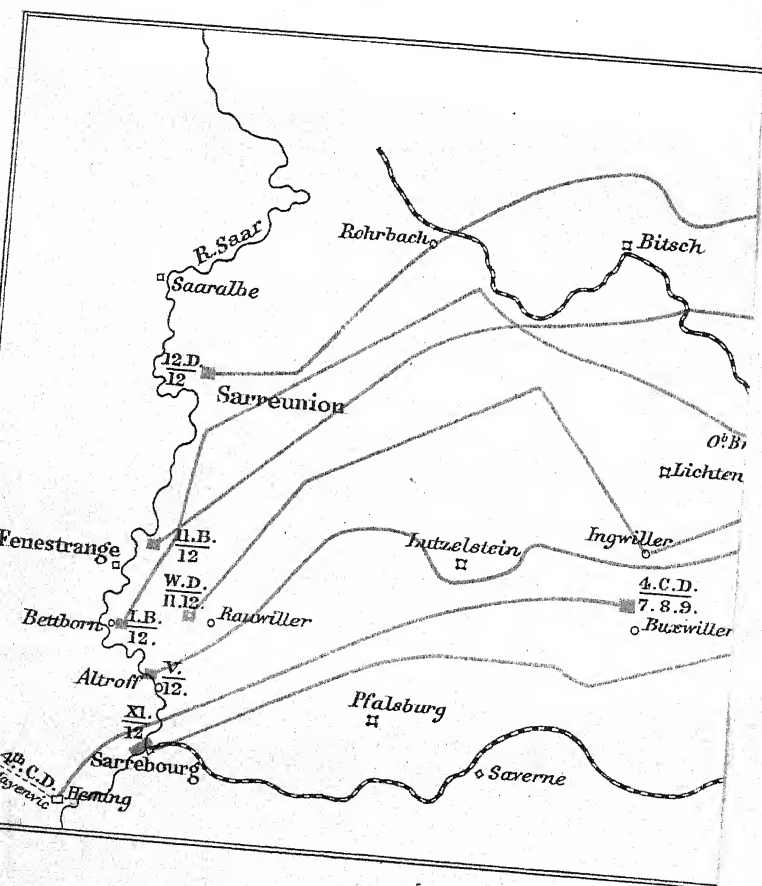 Rohrbach
Bitsch
R. Saar
Saaralbe
12.D.
12
Sarreunion
Lichten
Fenestrange
II.B.
12
Lutzelstein
Ingwiller
W.D.
11.12.
4.C.D.
7.8.9.
Bettborn
I.B.
12.
Rauwiller
Buxwiller
Altroff
V.
12.
XI.
12
Pfalsburg
Sarrebourg
Saverne
4th C.D.
Heming